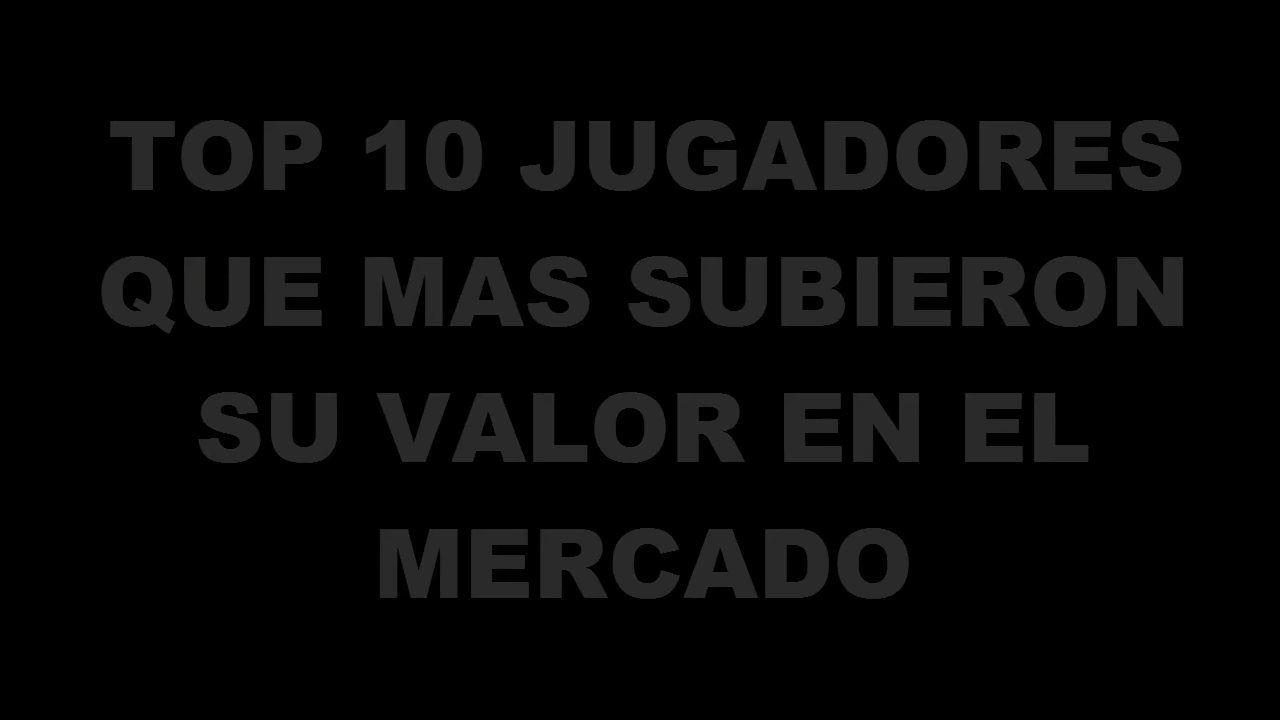 TOP 10 JUGADORES
QUE MAS SUBIERON
SU VALOR EN EL
MERCADO